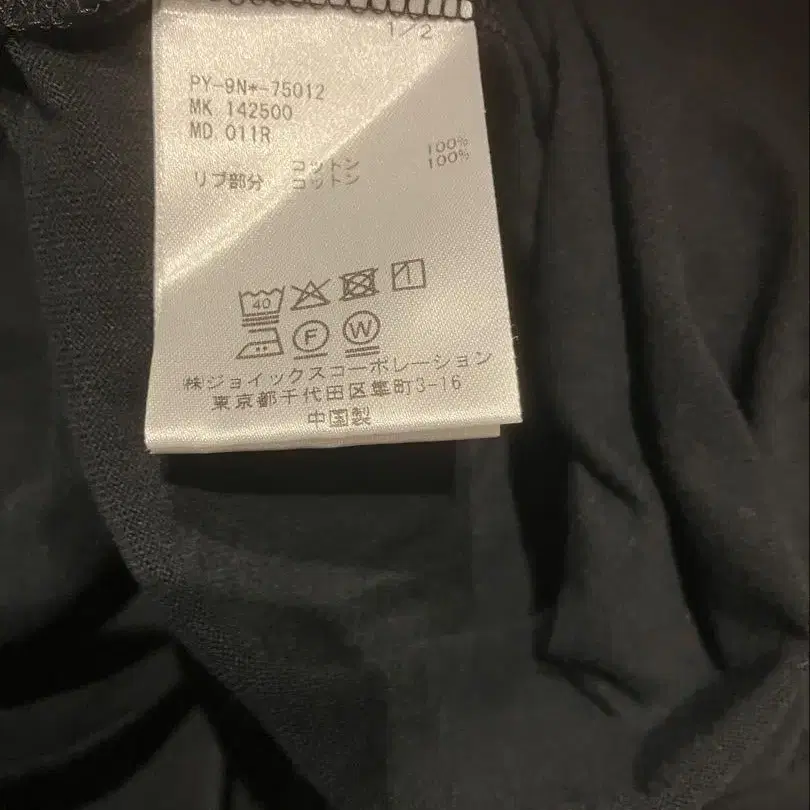 1/2
PY-9N*-75012
MK 142500
MD 011R
コットン 100%
リブ部分 コットン 100%
40
F W
㈱ジョイックスコーポレーション
東京都千代田区隼町3-16
中国製